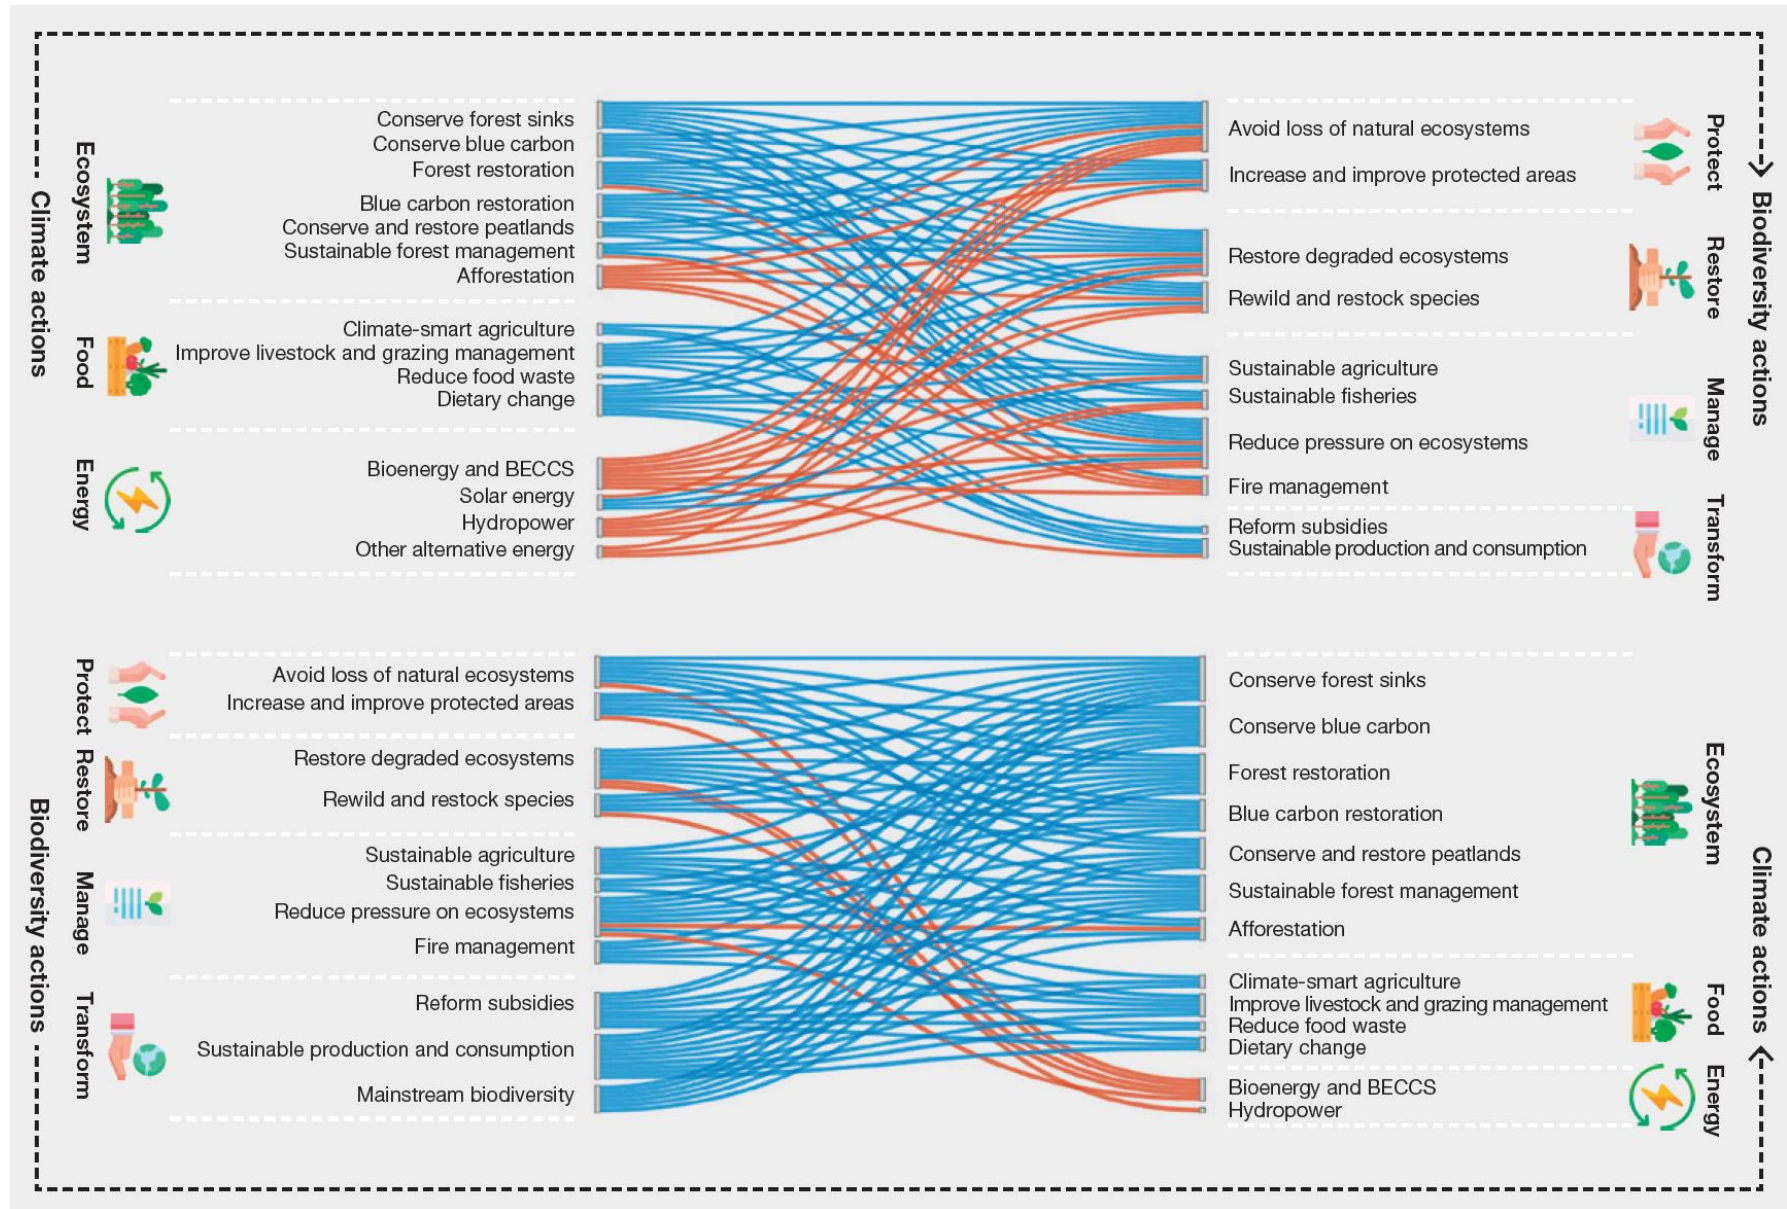 Climate actions
Ecosystem
Conserve forest sinks
Conserve blue carbon
Forest restoration
Blue carbon restoration
Conserve and restore peatlands
Sustainable forest management
Afforestation
Food
Climate-smart agriculture
Improve livestock and grazing management
Reduce food waste
Dietary change
Energy
Bioenergy and BECCS
Solar energy
Hydropower
Other alternative energy
Biodiversity actions
Protect
Avoid loss of natural ecosystems
Increase and improve protected areas
Restore
Restore degraded ecosystems
Rewild and restock species
Manage
Sustainable agriculture
Sustainable fisheries
Reduce pressure on ecosystems
Fire management
Transform
Reform subsidies
Sustainable production and consumption
Biodiversity actions
Protect
Avoid loss of natural ecosystems
Increase and improve protected areas
Restore
Restore degraded ecosystems
Rewild and restock species
Manage
Sustainable agriculture
Sustainable fisheries
Reduce pressure on ecosystems
Fire management
Transform
Reform subsidies
Sustainable production and consumption
Mainstream biodiversity
Climate actions
Ecosystem
Conserve forest sinks
Conserve blue carbon
Forest restoration
Blue carbon restoration
Conserve and restore peatlands
Sustainable forest management
Afforestation
Food
Climate-smart agriculture
Improve livestock and grazing management
Reduce food waste
Dietary change
Energy
Bioenergy and BECCS
Hydropower